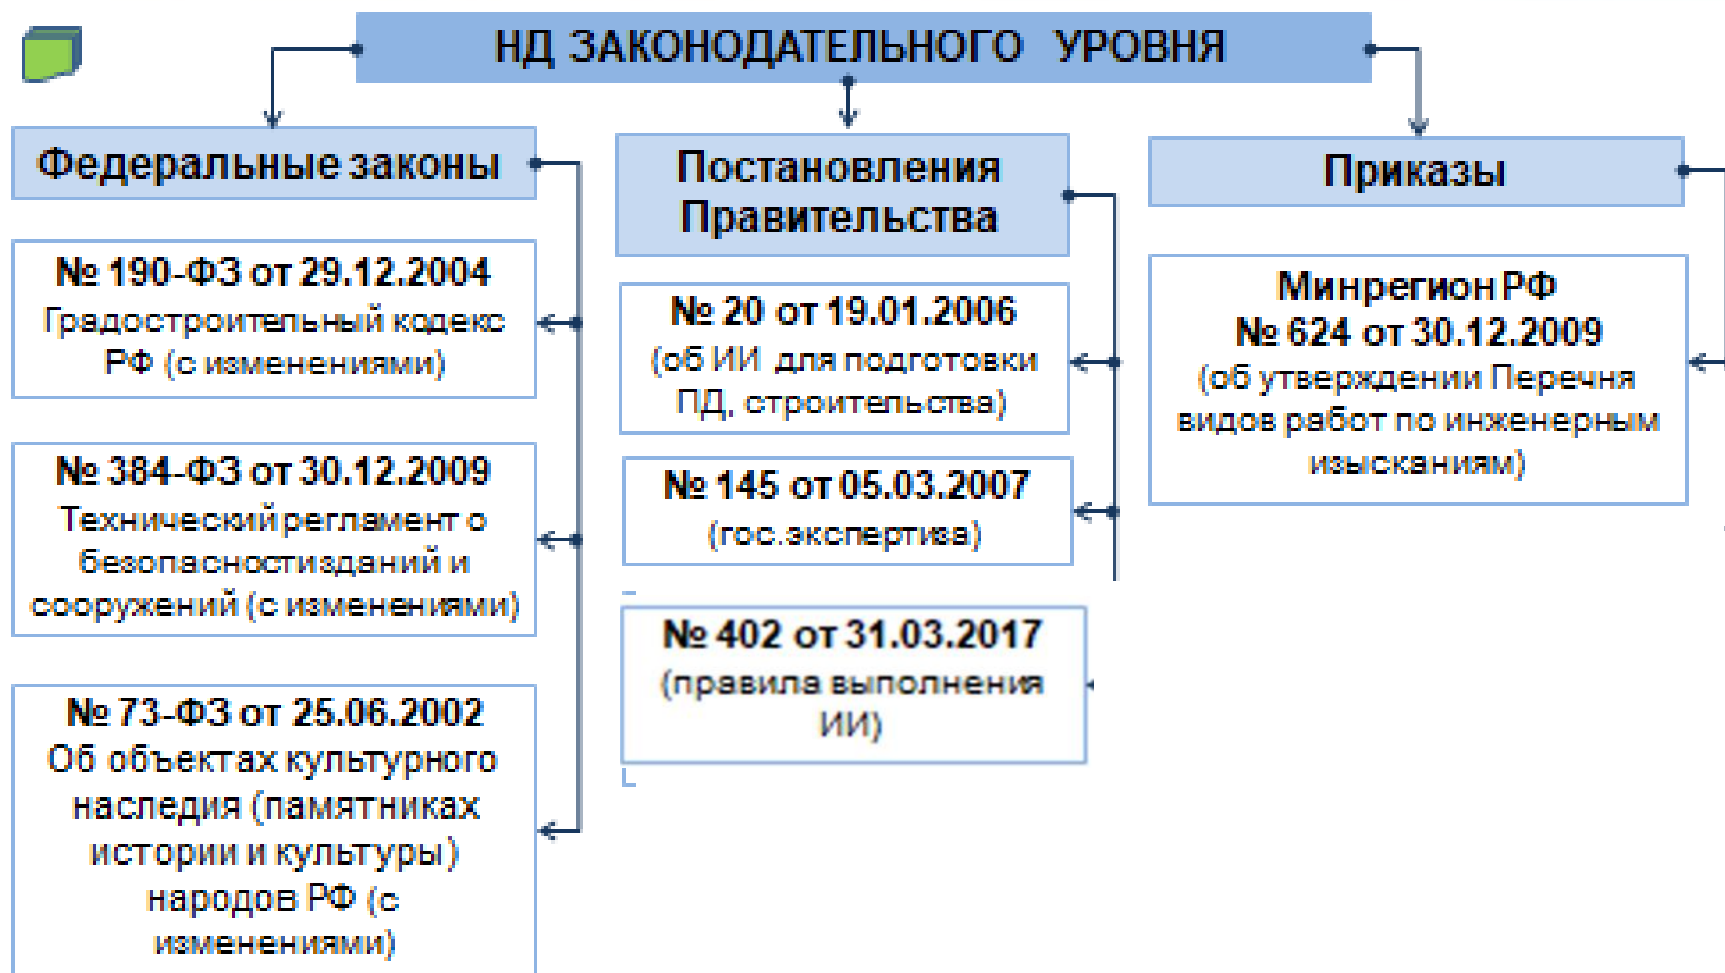 НД ЗАКОНОДАТЕЛЬНОГО УРОВНЯ
Федеральные законы
№ 190-ФЗ от 29.12.2004
Градостроительный кодекс
РФ (с изменениями)
№ 384-ФЗ от 30.12.2009
Технический регламент о
безопасности зданий и
сооружений (с изменениями)
№ 73-ФЗ от 25.06.2002
Об объектах культурного
наследия (памятниках
истории и культуры)
народов РФ (с
изменениями)
Постановления
Правительства
№ 20 от 19.01.2006
(об ИИ для подготовки
ПД, строительства)
№ 145 от 05.03.2007
(гос.экспертиза)
№ 402 от 31.03.2017
(правила выполнения
ИИ)
Приказы
Минрегион РФ
№ 624 от 30.12.2009
(об утверждении Перечня
видов работ по инженерным
изысканиям)